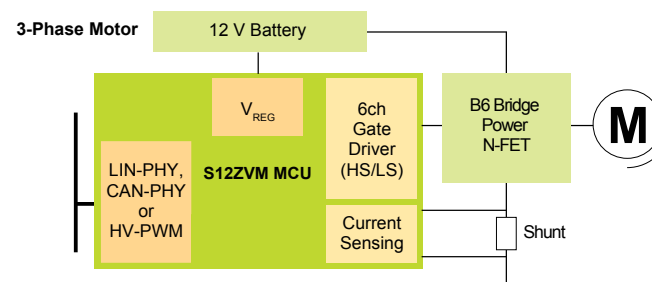 3-Phase Motor
12 V Battery
VREG
6ch
Gate
Driver
(HS/LS)
B6 Bridge
Power
N-FET
M
LIN-PHY,
CAN-PHY
or
HV-PWM
S12ZVM MCU
Current
Sensing
Shunt